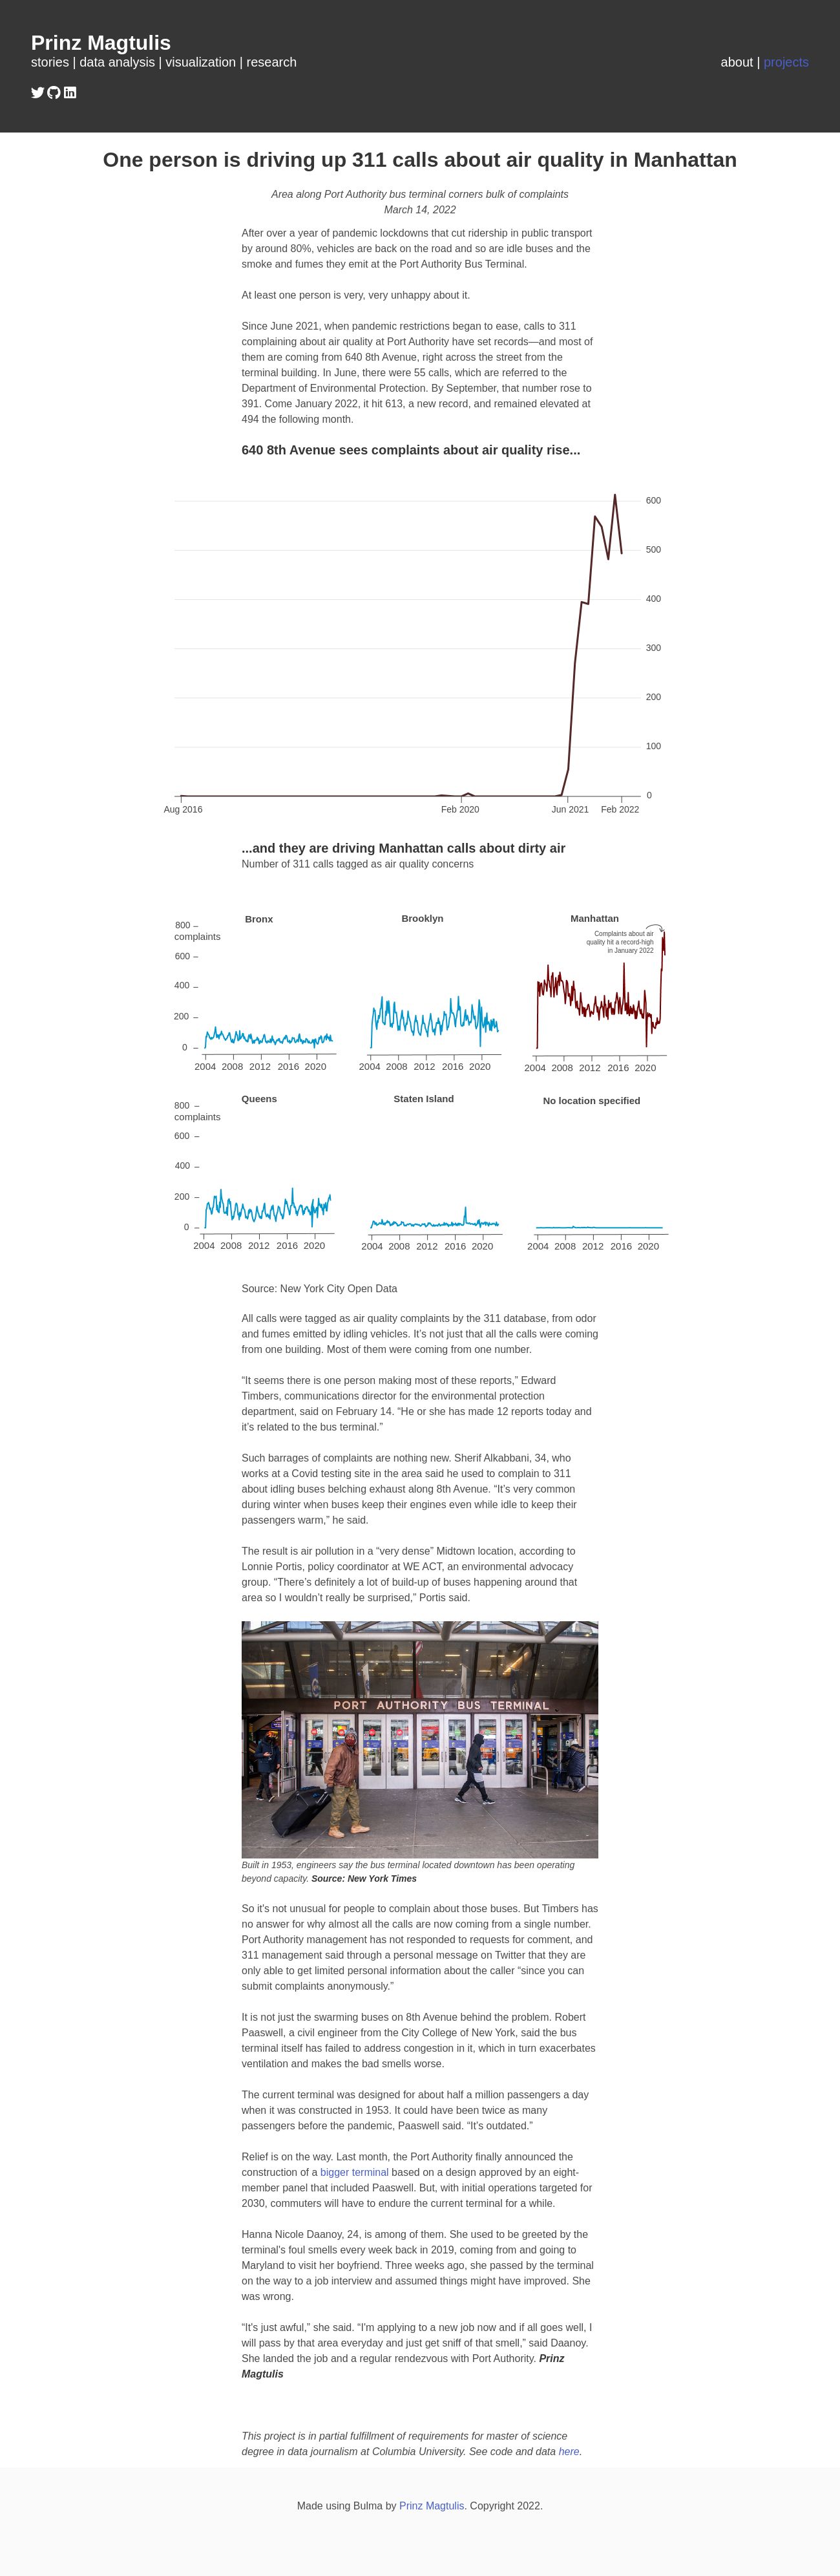 Prinz Magtulis
stories | data analysis | visualization | research
about | projects
One person is driving up 311 calls about air quality in Manhattan
Area along Port Authority bus terminal corners bulk of complaints
March 14, 2022
After over a year of pandemic lockdowns that cut ridership in public transport
by around 80%, vehicles are back on the road and so are idle buses and the
smoke and fumes they emit at the Port Authority Bus Terminal.
At least one person is very, very unhappy about it.
Since June 2021, when pandemic restrictions began to ease, calls to 311
complaining about air quality at Port Authority have set records—and most of
them are coming from 640 8th Avenue, right across the street from the
terminal building. In June, there were 55 calls, which are referred to the
Department of Environmental Protection. By September, that number rose to
391. Come January 2022, it hit 613, a new record, and remained elevated at
494 the following month.
640 8th Avenue sees complaints about air quality rise...
600
500
400
300
200
100
0
Aug 2016 Feb 2020 Jun 2021 Feb 2022
...and they are driving Manhattan calls about dirty air
Number of 311 calls tagged as air quality concerns
Bronx Brooklyn Manhattan
800
complaints
600
400
200
0
Complaints about air
quality hit a record-high
in January 2022
2004 2008 2012 2016 2020 2004 2008 2012 2016 2020 2004 2008 2012 2016 2020
Queens Staten Island No location specified
800
complaints
600
400
200
0
2004 2008 2012 2016 2020 2004 2008 2012 2016 2020 2004 2008 2012 2016 2020
Source: New York City Open Data
All calls were tagged as air quality complaints by the 311 database, from odor
and fumes emitted by idling vehicles. It’s not just that all the calls were coming
from one building. Most of them were coming from one number.
“It seems there is one person making most of these reports,” Edward
Timbers, communications director for the environmental protection
department, said on February 14. “He or she has made 12 reports today and
it’s related to the bus terminal.”
Such barrages of complaints are nothing new. Sherif Alkabbani, 34, who
works at a Covid testing site in the area said he used to complain to 311
about idling buses belching exhaust along 8th Avenue. “It’s very common
during winter when buses keep their engines even while idle to keep their
passengers warm,” he said.
The result is air pollution in a “very dense” Midtown location, according to
Lonnie Portis, policy coordinator at WE ACT, an environmental advocacy
group. “There’s definitely a lot of build-up of buses happening around that
area so I wouldn’t really be surprised,” Portis said.
PORT AUTHORITY BUS TERMINAL
Built in 1953, engineers say the bus terminal located downtown has been operating
beyond capacity. Source: New York Times
So it's not unusual for people to complain about those buses. But Timbers has
no answer for why almost all the calls are now coming from a single number.
Port Authority management has not responded to requests for comment, and
311 management said through a personal message on Twitter that they are
only able to get limited personal information about the caller “since you can
submit complaints anonymously.”
It is not just the swarming buses on 8th Avenue behind the problem. Robert
Paaswell, a civil engineer from the City College of New York, said the bus
terminal itself has failed to address congestion in it, which in turn exacerbates
ventilation and makes the bad smells worse.
The current terminal was designed for about half a million passengers a day
when it was constructed in 1953. It could have been twice as many
passengers before the pandemic, Paaswell said. “It’s outdated.”
Relief is on the way. Last month, the Port Authority finally announced the
construction of a bigger terminal based on a design approved by an eight-
member panel that included Paaswell. But, with initial operations targeted for
2030, commuters will have to endure the current terminal for a while.
Hanna Nicole Daanoy, 24, is among of them. She used to be greeted by the
terminal's foul smells every week back in 2019, coming from and going to
Maryland to visit her boyfriend. Three weeks ago, she passed by the terminal
on the way to a job interview and assumed things might have improved. She
was wrong.
“It's just awful,” she said. “I'm applying to a new job now and if all goes well, I
will pass by that area everyday and just get sniff of that smell,” said Daanoy.
She landed the job and a regular rendezvous with Port Authority. Prinz
Magtulis
This project is in partial fulfillment of requirements for master of science
degree in data journalism at Columbia University. See code and data here.
Made using Bulma by Prinz Magtulis. Copyright 2022.